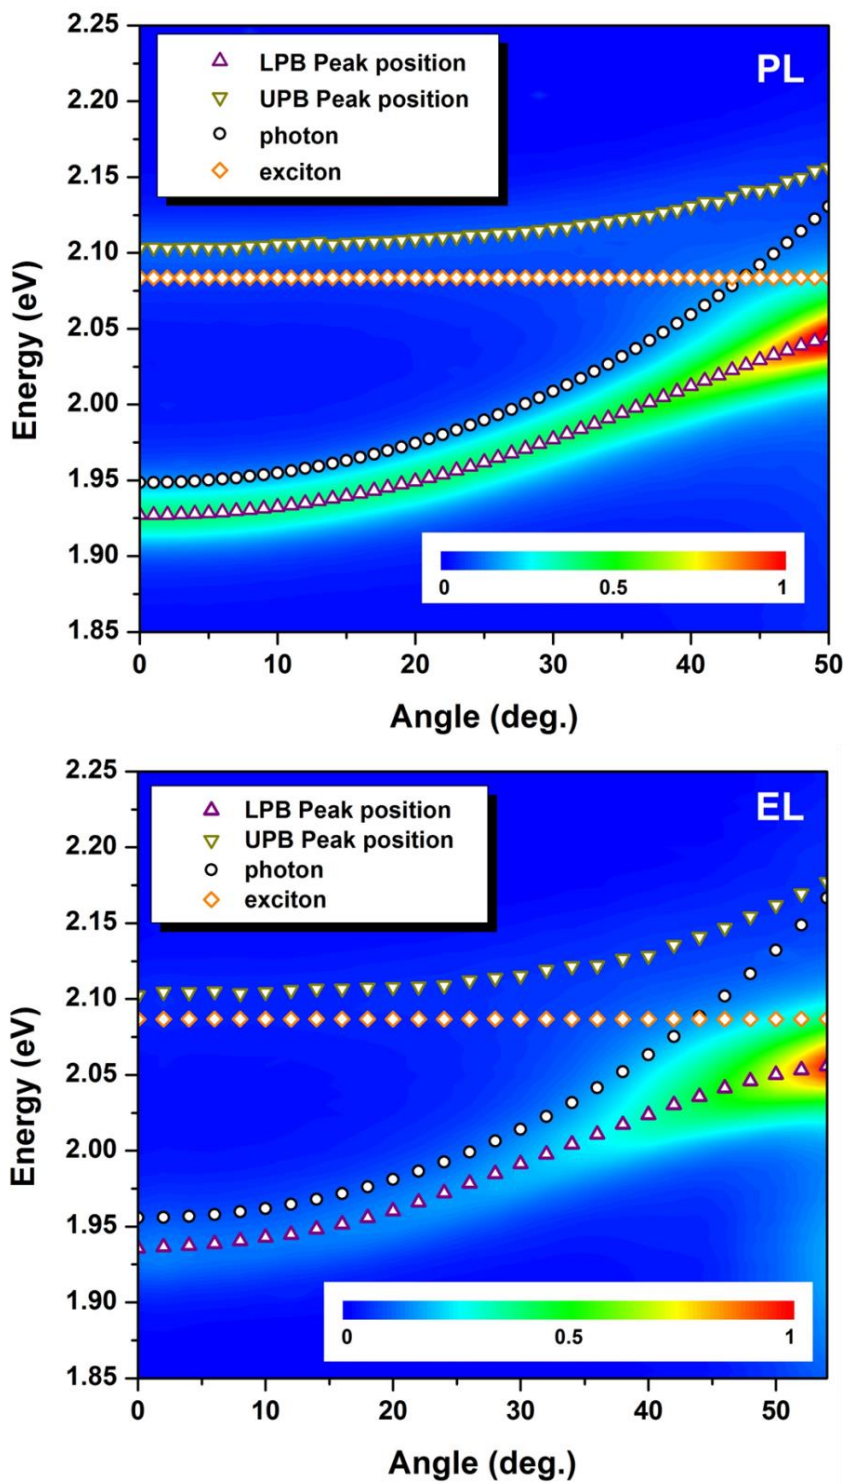 PL
LPB Peak position
UPB Peak position
photon
exciton
2.25
2.20
2.15
2.10
2.05
2.00
1.95
1.90
1.85
Energy (eV)
0 0.5 1
0 10 20 30 40 50
Angle (deg.)
EL
LPB Peak position
UPB Peak position
photon
exciton
2.25
2.20
2.15
2.10
2.05
2.00
1.95
1.90
1.85
Energy (eV)
0 0.5 1
0 10 20 30 40 50
Angle (deg.)